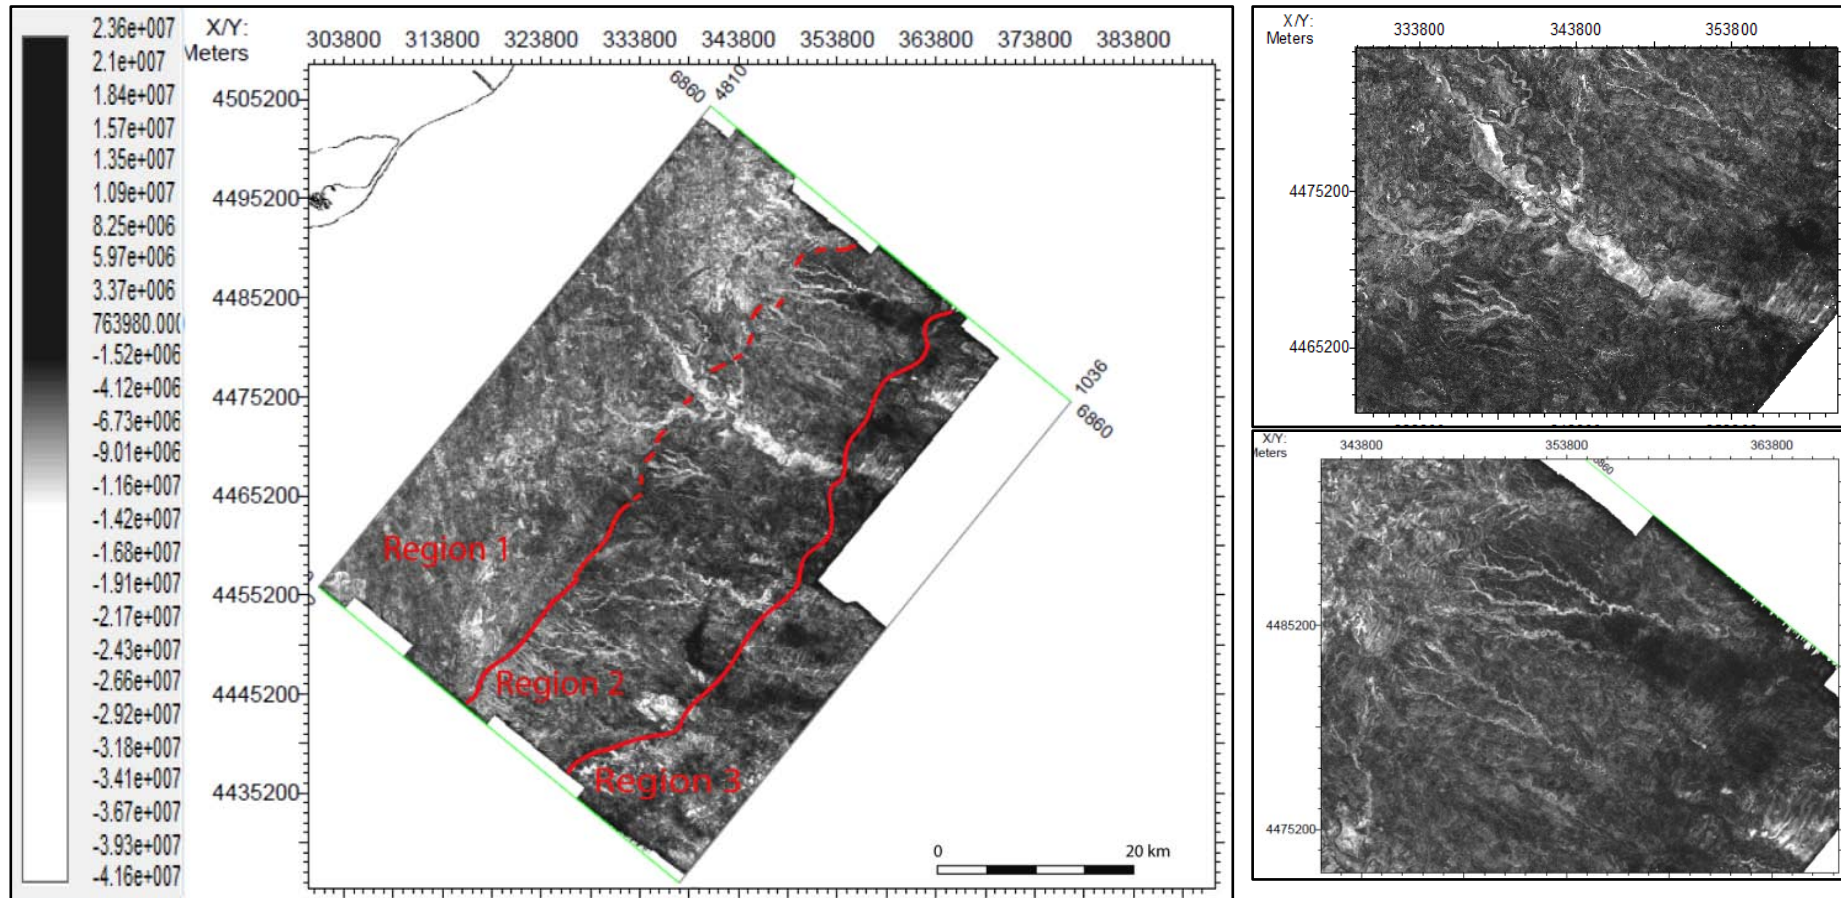 2.36e+007
2.1e+007
1.84e+007
1.57e+007
1.35e+007
1.09e+007
8.25e+006
5.97e+006
3.37e+006
763980.000
-1.52e+006
-4.12e+006
-6.73e+006
-9.01e+006
-1.16e+007
-1.42e+007
-1.68e+007
-1.91e+007
-2.17e+007
-2.43e+007
-2.66e+007
-2.92e+007
-3.18e+007
-3.41e+007
-3.67e+007
-3.93e+007
-4.16e+007
X/Y:
Meters
303800 313800 323800 333800 343800 353800 363800 373800 383800
4505200
4495200
4485200
4475200
4465200
4455200
4445200
4435200
6860 4810
1036
6860
Region 1
Region 2
Region 3
0 20 km
X/Y:
Meters
333800 343800 353800
4475200
4465200
X/Y:
leters
343800 353800 363800
4485200
4475200